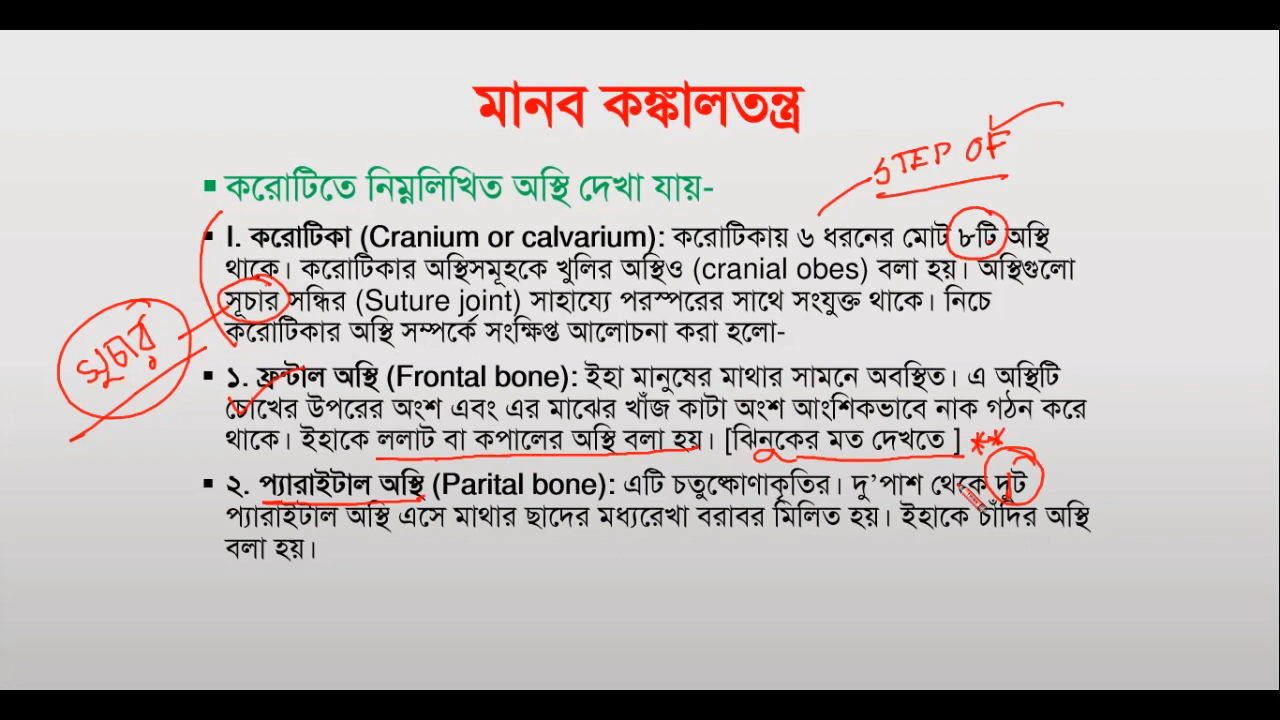 মানব কঙ্কালতন্ত্র
STEP OF
▪ করোটিতে নিম্নলিখিত অস্থি দেখা যায়-
▪ I. করোটিকা (Cranium or calvarium): করোটিকায় ৬ ধরনের মোট ৮টি অস্থি
থাকে। করোটিকার অস্থিসমূহকে খুলির অস্থিও (cranial obes) বলা হয়। অস্থিগুলো
সূচার সন্ধির (Suture joint) সাহায্যে পরস্পরের সাথে সংযুক্ত থাকে। নিচে
করোটিকার অস্থি সম্পর্কে সংক্ষিপ্ত আলোচনা করা হলো-
সুচার
▪ ১. ফ্রন্টাল অস্থি (Frontal bone): ইহা মানুষের মাথার সামনে অবস্থিত। এ অস্থিটি
চোখের উপরের অংশ এবং এর মাঝের খাঁজ কাটা অংশ আংশিকভাবে নাক গঠন করে
থাকে। ইহাকে ললাট বা কপালের অস্থি বলা হয়। [ঝিনুকের মত দেখতে ] **
▪ ২. প্যারাইটাল অস্থি (Parital bone): এটি চতুষ্কোণাকৃতির। দু’পাশ থেকে দুট
প্যারাইটাল অস্থি এসে মাথার ছাদের মধ্যরেখা বরাবর মিলিত হয়। ইহাকে চাঁদির অস্থি
বলা হয়।